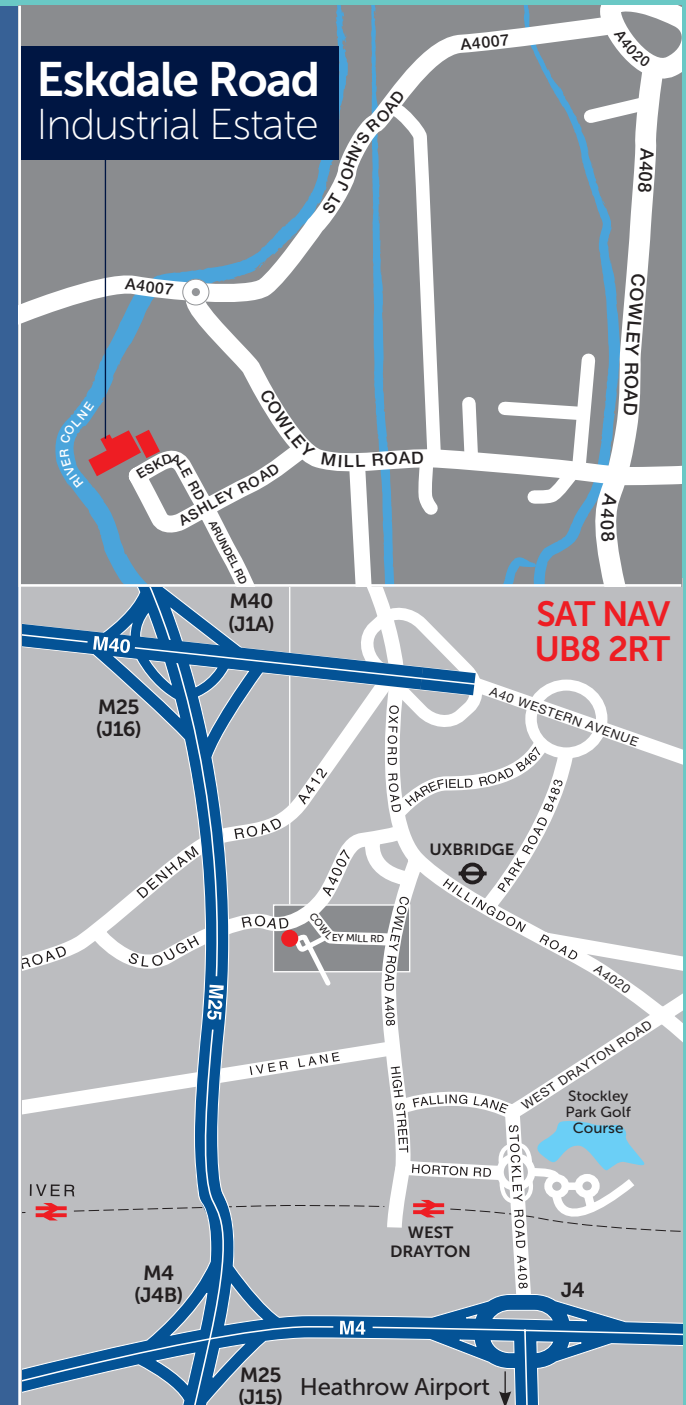 Eskdale Road
Industrial Estate
A4007
A4020
ST JOHN'S ROAD
A408
A4007
COWLEY ROAD
RIVER COLNE
COWLEY MILL ROAD
ESKDALE RD
ASHLEY ROAD
ARUNDEL RD
A408
M40
(J1A)
SAT NAV
UB8 2RT
M40
M25
(J16)
A40 WESTERN AVENUE
OXFORD ROAD
HAREFIELD ROAD B467
A412
PARK ROAD B483
DENHAM ROAD
UXBRIDGE
A4007
HILLINGDON ROAD
A4020
ROAD
SLOUGH ROAD
COWLEY MILL RD
COWLEY ROAD A408
M25
WEST DRAYTON ROAD
IVER LANE
HIGH STREET
FALLING LANE
Stockley
Park Golf
Course
STOCKLEY ROAD A408
HORTON RD
IVER
WEST
DRAYTON
M4
(J4B)
J4
M4
M25
(J15)
Heathrow Airport